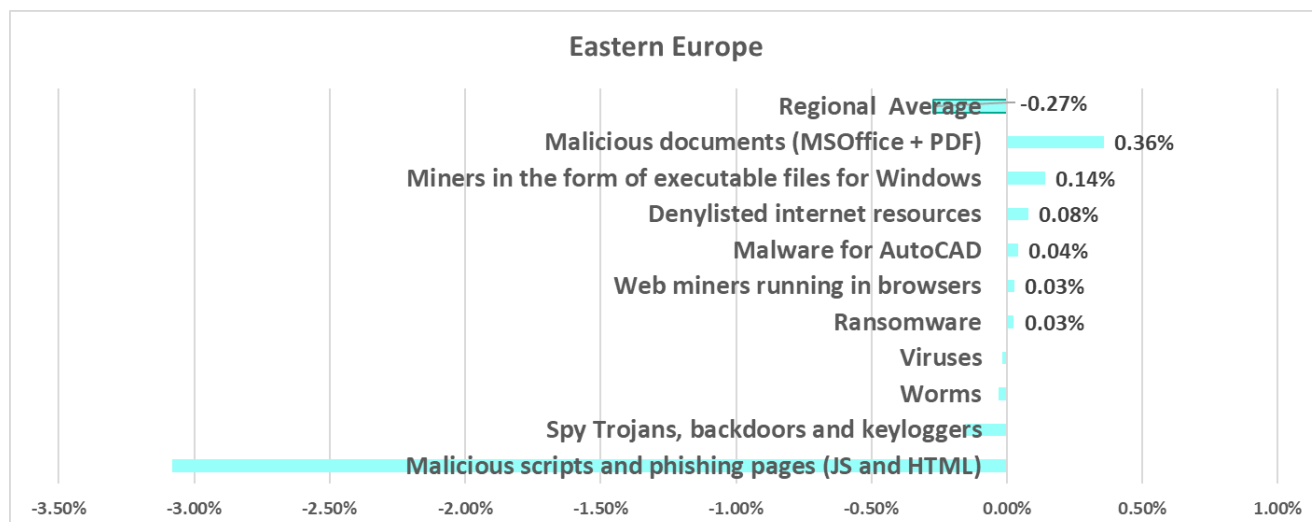 Eastern Europe
Regional  Average
-0.27%
Malicious documents (MSOffice + PDF)
0.36%
Miners in the form of executable files for Windows
0.14%
Denylisted internet resources
0.08%
Malware for AutoCAD
0.04%
Web miners running in browsers
0.03%
Ransomware
0.03%
Viruses
Worms
Spy Trojans, backdoors and keyloggers
Malicious scripts and phishing pages (JS and HTML)
-3.50% -3.00% -2.50% -2.00% -1.50% -1.00% -0.50% 0.00% 0.50% 1.00%